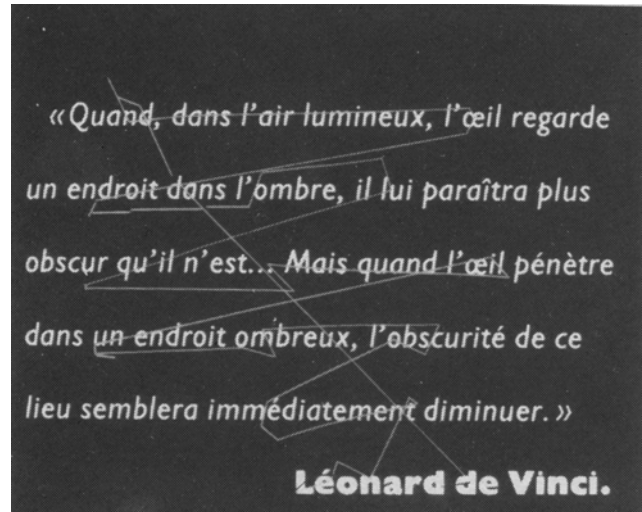 «Quand, dans l'air lumineux, l'œil regarde
un endroit dans l'ombre, il lui paraîtra plus
obscur qu'il n'est... Mais quand l'œil pénètre
dans un endroit ombreux, l'obscurité de ce
lieu semblera immédiatement diminuer.»
Léonard de Vinci.